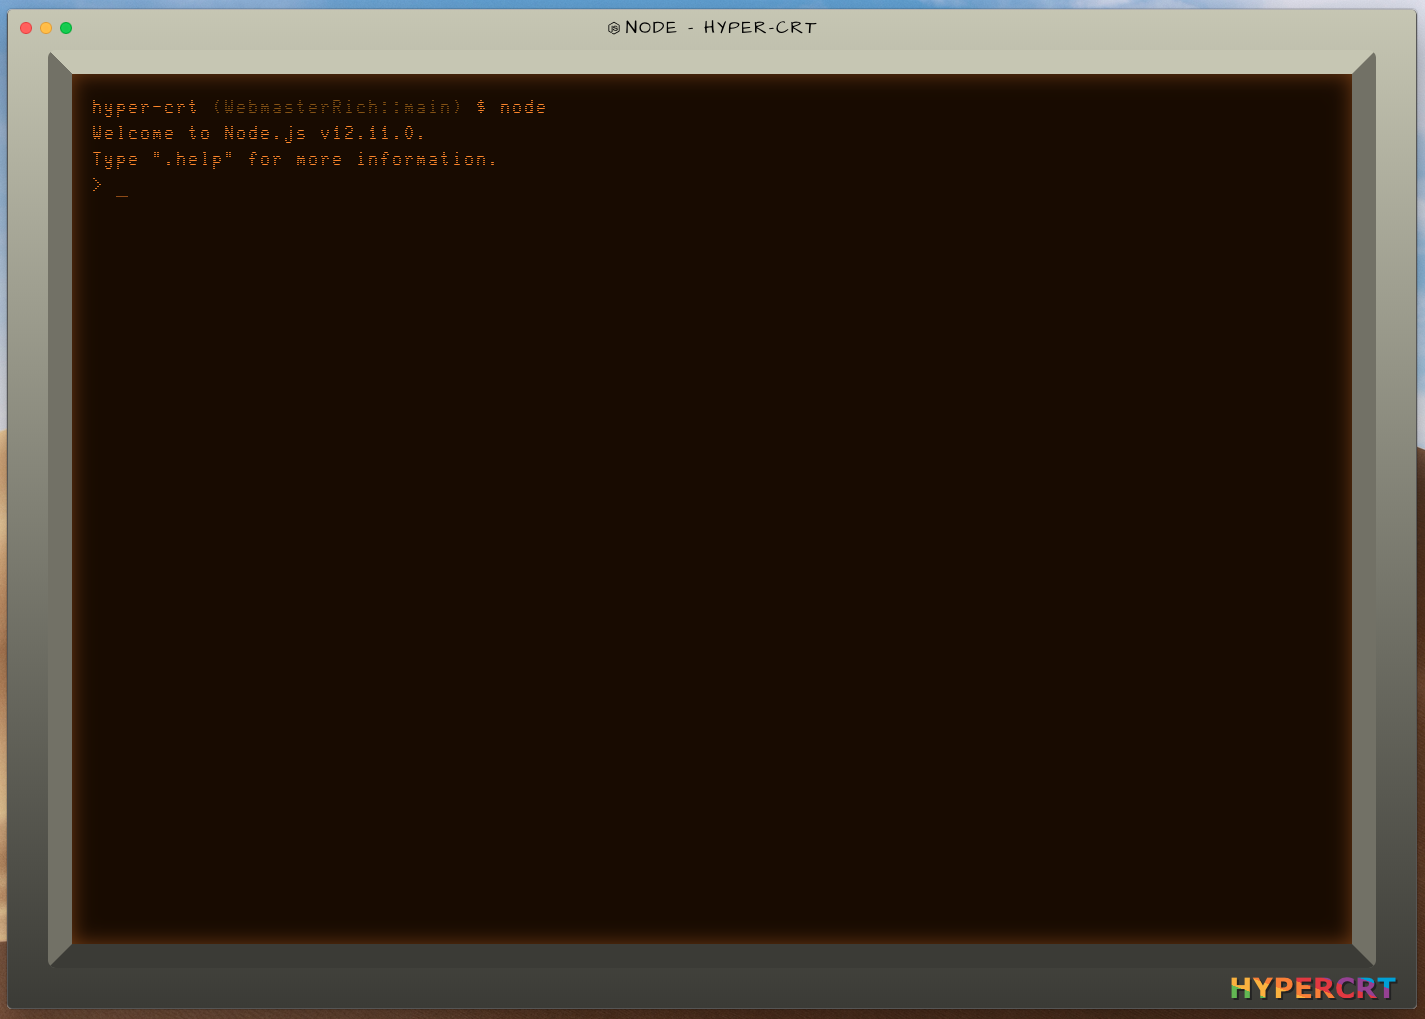 NODE - HYPER-CRT
hyper-crt (WebmasterRich::main) $ node
Welcome to Node.js v12.11.0.
Type ".help" for more information.
> _
HYPERCRT